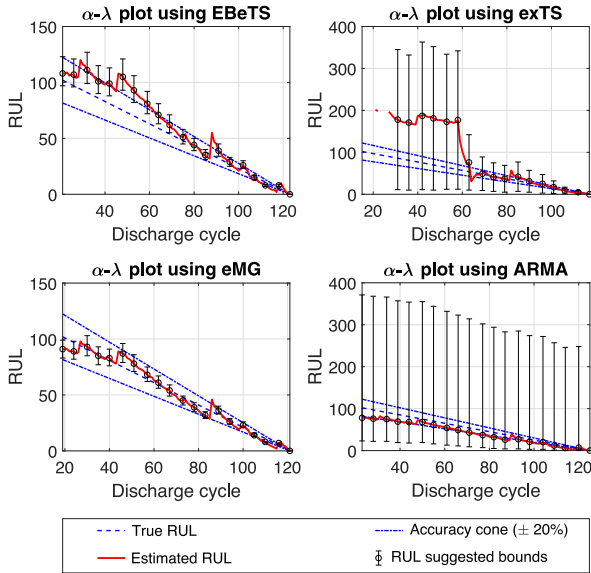 α-λ plot using EBeTS
RUL
150
100
50
0
20
40
60
80
100
120
Discharge cycle
α-λ plot using exTS
RUL
400
300
200
100
0
20
40
60
80
100
120
Discharge cycle
α-λ plot using eMG
RUL
150
100
50
0
20
40
60
80
100
120
Discharge cycle
α-λ plot using ARMA
RUL
400
300
200
100
0
40
60
80
100
120
Discharge cycle
True RUL
Accuracy cone (± 20%)
Estimated RUL
RUL suggested bounds